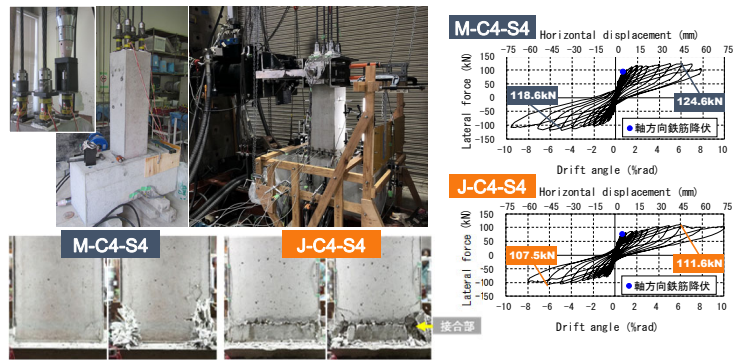 M-C4-S4
J-C4-S4
接合部
M-C4-S4
Horizontal displacement (mm)
-75 -60 -45 -30 -15 0 15 30 45 60 75
Lateral force (kN)
150
100
50
0
-50
-100
-150
118.6kN
124.6kN
軸方向鉄筋降伏
-10 -8 -6 -4 -2 0 2 4 6 8 10
Drift angle (%rad)
J-C4-S4
Horizontal displacement (mm)
-75 -60 -45 -30 -15 0 15 30 45 60 75
Lateral force (kN)
150
100
50
0
-50
-100
-150
107.5kN
111.6kN
軸方向鉄筋降伏
-10 -8 -6 -4 -2 0 2 4 6 8 10
Drift angle (%rad)